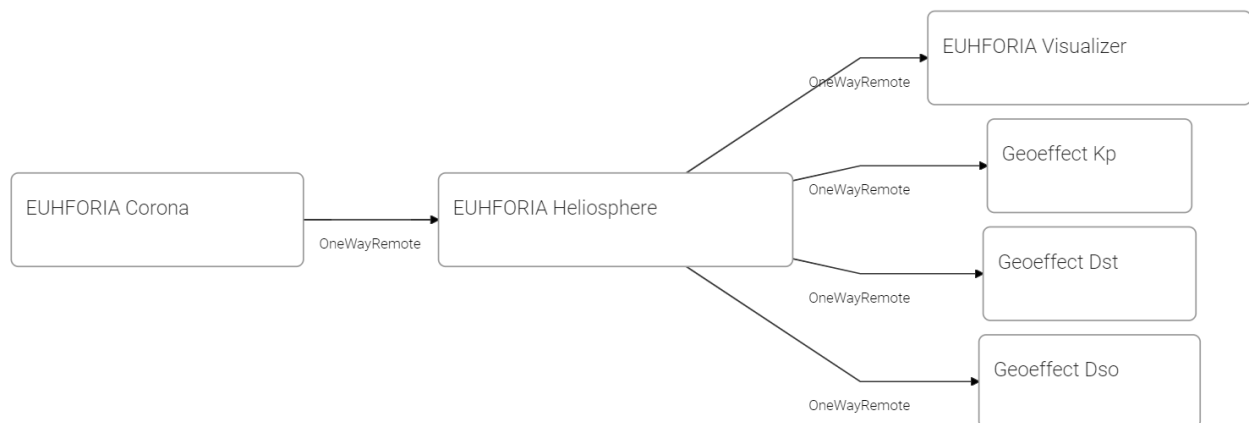 EUHFORIA Visualizer
OneWayRemote
Geoeffect Kp
OneWayRemote
EUHFORIA Corona
EUHFORIA Heliosphere
OneWayRemote
Geoeffect Dst
OneWayRemote
Geoeffect Dso
OneWayRemote